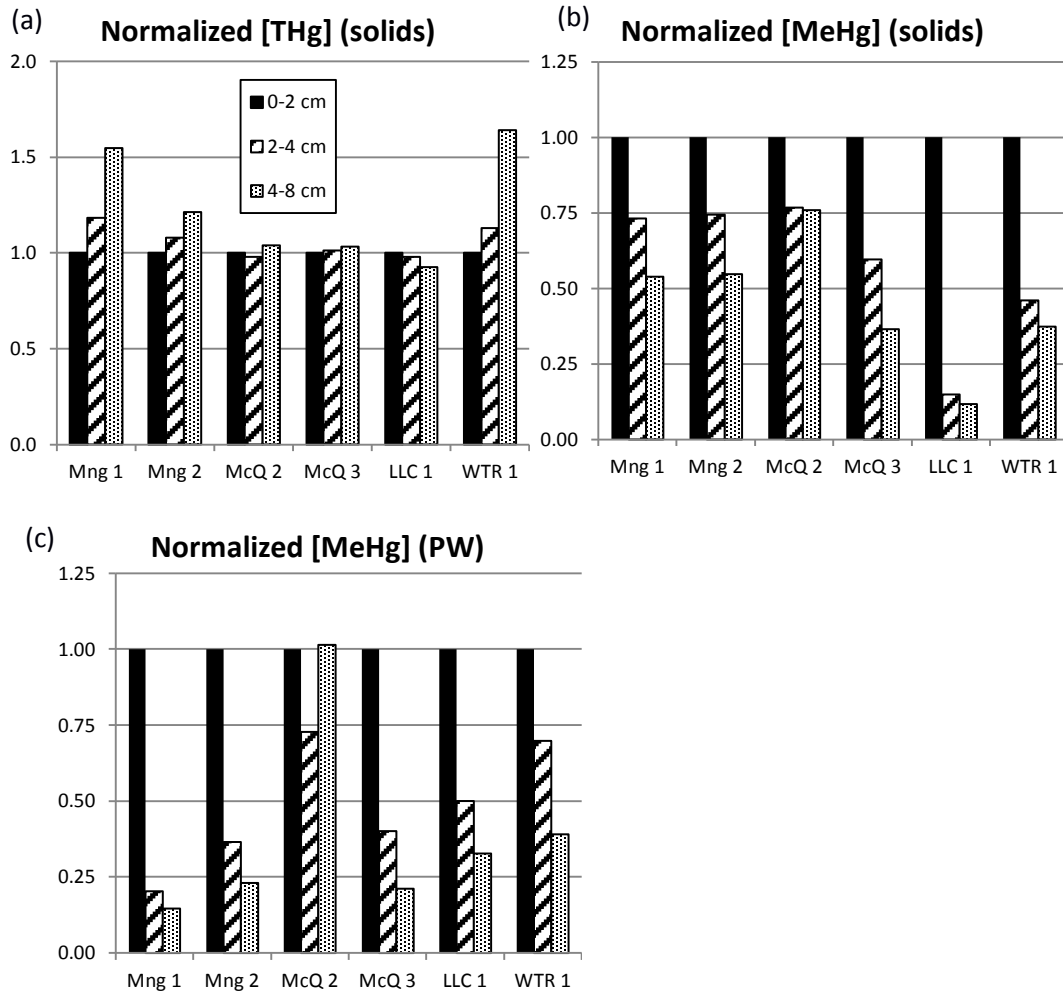 (a)
Normalized [THg] (solids)
2.0
1.5
1.0
0.5
0.0
0-2 cm
2-4 cm
4-8 cm
Mng 1 Mng 2 McQ 2 McQ 3 LLC 1 WTR 1
(b)
Normalized [MeHg] (solids)
1.25
1.00
0.75
0.50
0.25
0.00
Mng 1 Mng 2 McQ 2 McQ 3 LLC 1 WTR 1
(c)
Normalized [MeHg] (PW)
1.25
1.00
0.75
0.50
0.25
0.00
Mng 1 Mng 2 McQ 2 McQ 3 LLC 1 WTR 1